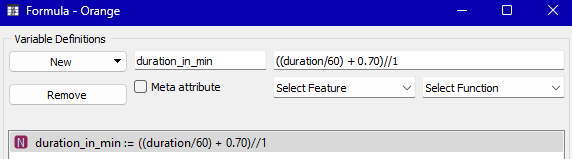 Formula - Orange
Variable Definitions
New duration_in_min ((duration/60) + 0.70)//1
Remove Meta attribute Select Feature Select Function
N duration_in_min := ((duration/60) + 0.70)//1